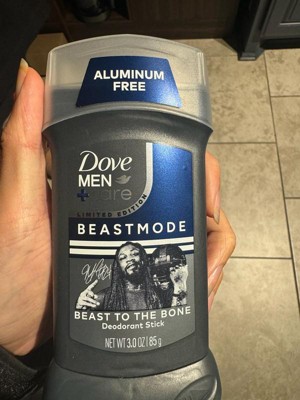 ALUMINUM
FREE
Dove
MEN
+Care
LIMITED EDITION
BEASTMODE
BEAST TO THE BONE
Deodorant Stick
NET WT 3.0 OZ | 85 g